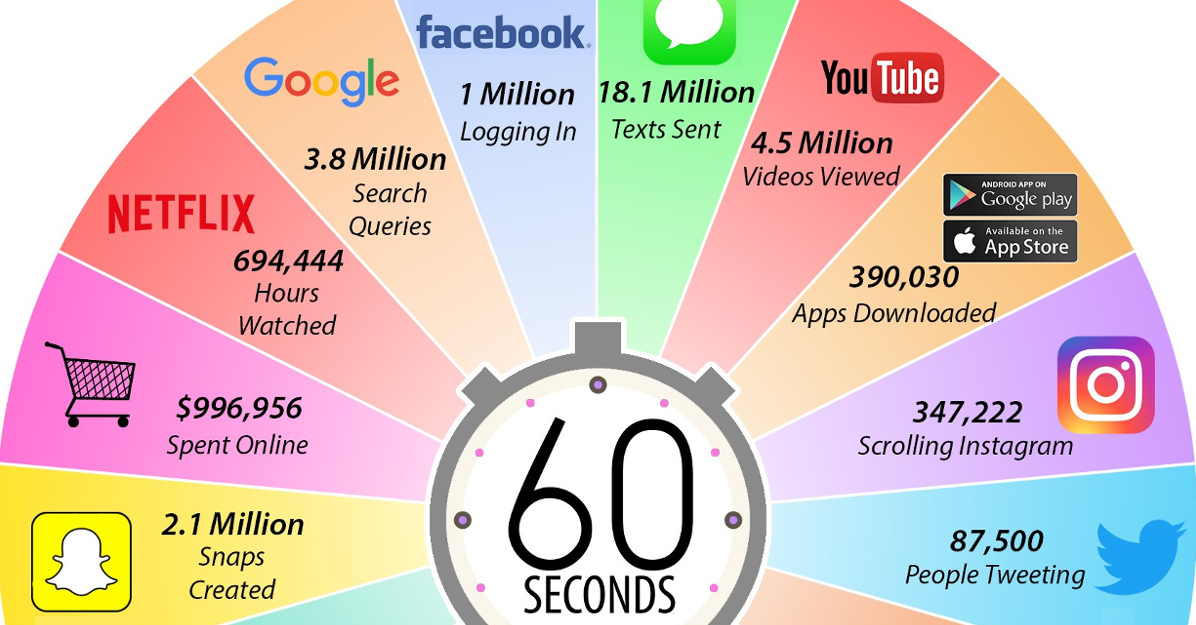 facebook
1 Million
Logging In
18.1 Million
Texts Sent
YouTube
4.5 Million
Videos Viewed
Google
3.8 Million
Search
Queries
ANDROID APP ON
Google play
Available on the
App Store
390,030
Apps Downloaded
NETFLIX
694,444
Hours
Watched
347,222
Scrolling Instagram
$996,956
Spent Online
87,500
People Tweeting
2.1 Million
Snaps
Created
60
SECONDS